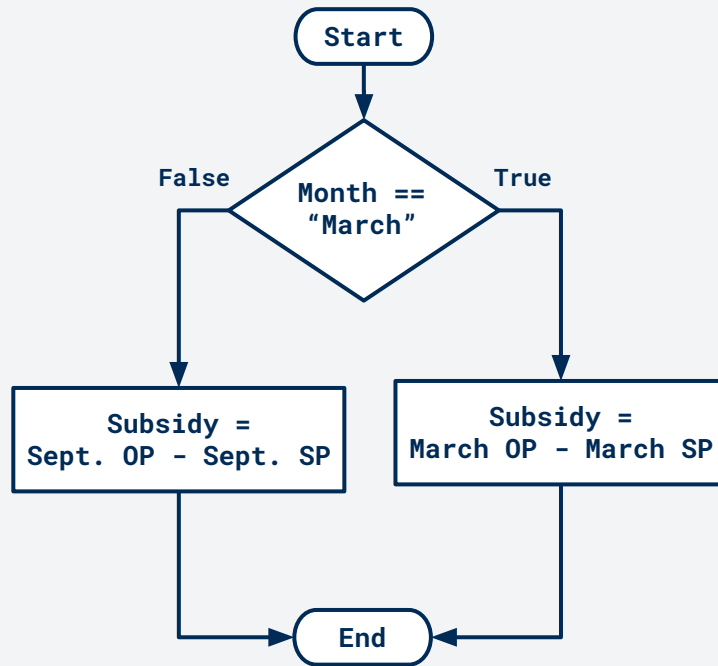 Start
False
True
Month ==
“March”
Subsidy =
Sept. OP – Sept. SP
Subsidy =
March OP – March SP
End